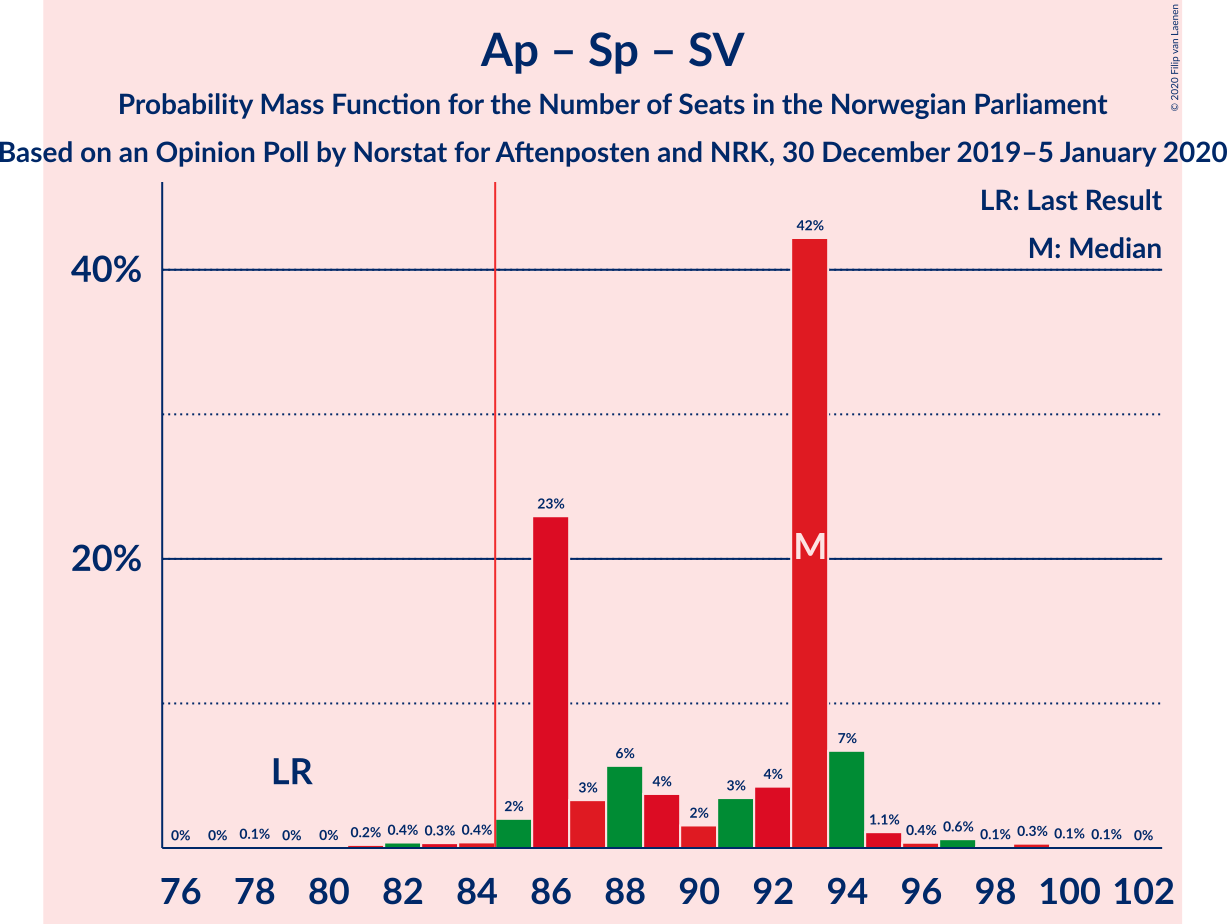 Ap – Sp – SV
Probability Mass Function for the Number of Seats in the Norwegian Parliament
Based on an Opinion Poll by Norstat for Aftenposten and NRK, 30 December 2019–5 January 2020
© 2020 Filip van Laenen
LR: Last Result
M: Median
40%
20%
42%
23%
M
7%
6%
4%
4%
3%
3%
2%
2%
LR
0% 0% 0.1% 0% 0% 0.2% 0.4% 0.3% 0.4%
1.1% 0.4% 0.6% 0.1% 0.3% 0.1% 0.1% 0%
76 78 80 82 84 86 88 90 92 94 96 98 100 102